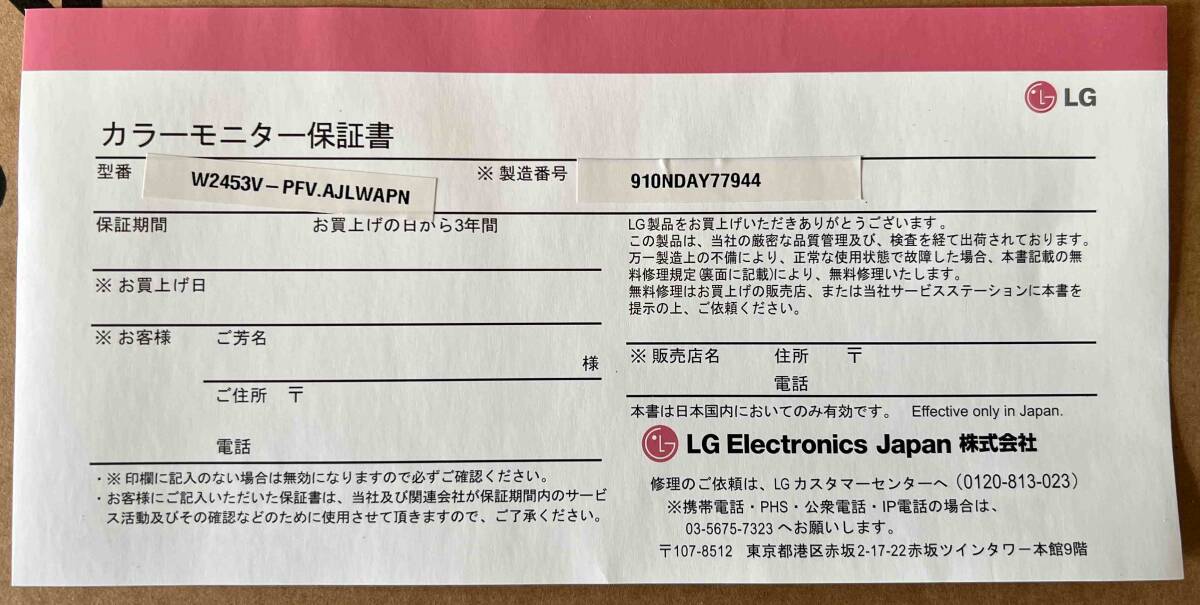 LG
カラーモニター保証書
型番 W2453V-PFV.AJLWAPN ※ 製造番号 910NDAY77944
保証期間 お買上げの日から3年間
※ お買上げ日
※ お客様 ご芳名
様
ご住所 〒
電話
・※ 印欄に記入のない場合は無効になりますので必ずご確認ください。
・お客様にご記入いただいた保証書は、当社及び関連会社が保証期間内のサービ
ス活動及びその確認などのために使用させて頂きますので、ご了承ください。
LG製品をお買上げいただきありがとうございます。
この製品は、当社の厳密な品質管理及び、検査を経て出荷されております。
万一製造上の不備により、正常な使用状態で故障した場合、本書記載の無
料修理規定(裏面に記載)により、無料修理いたします。
無料修理はお買上げの販売店、または当社サービスステーションに本書を
提示の上、ご依頼ください。
※ 販売店名 住所 〒
電話
本書は日本国内においてのみ有効です。 Effective only in Japan.
LG Electronics Japan 株式会社
修理のご依頼は、LG カスタマーセンターへ(0120-813-023)
※携帯電話・PHS・公衆電話・IP電話の場合は、
03-5675-7323 へお願いします。
〒107-8512 東京都港区赤坂2-17-22赤坂ツインタワー本館9階